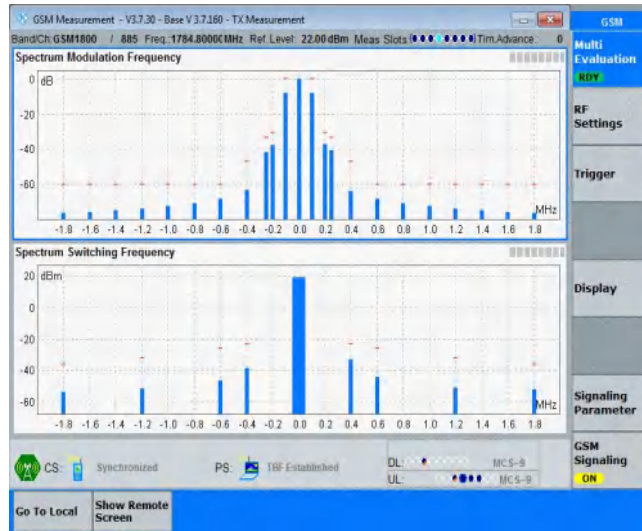 GSM Measurement - V3.7.30 - Base V 3.7.160 - TX Measurement
Band/Ch: GSM1800 / 885 Freq.: 1784.8000 MHz Ref. Level: 22.00 dBm Meas Slots: Tim.Advance: 0
Spectrum Modulation Frequency
dB
0
-20
-40
-60
MHz
-1.8 -1.6 -1.4 -1.2 -1.0 -0.8 -0.6 -0.4 -0.2 0.0 0.2 0.4 0.6 0.8 1.0 1.2 1.4 1.6 1.8
Spectrum Switching Frequency
20 dBm
0
-20
-40
-60
MHz
-1.8 -1.6 -1.4 -1.2 -1.0 -0.8 -0.6 -0.4 -0.2 0.0 0.2 0.4 0.6 0.8 1.0 1.2 1.4 1.6 1.8
CS: Synchronized PS: TBF Established DL: MCS-9
UL: MCS-9
Go To Local
Show Remote
Screen
GSM
Multi
Evaluation
RDY
RF
Settings
Trigger
Display
Signaling
Parameter
GSM
Signaling
ON